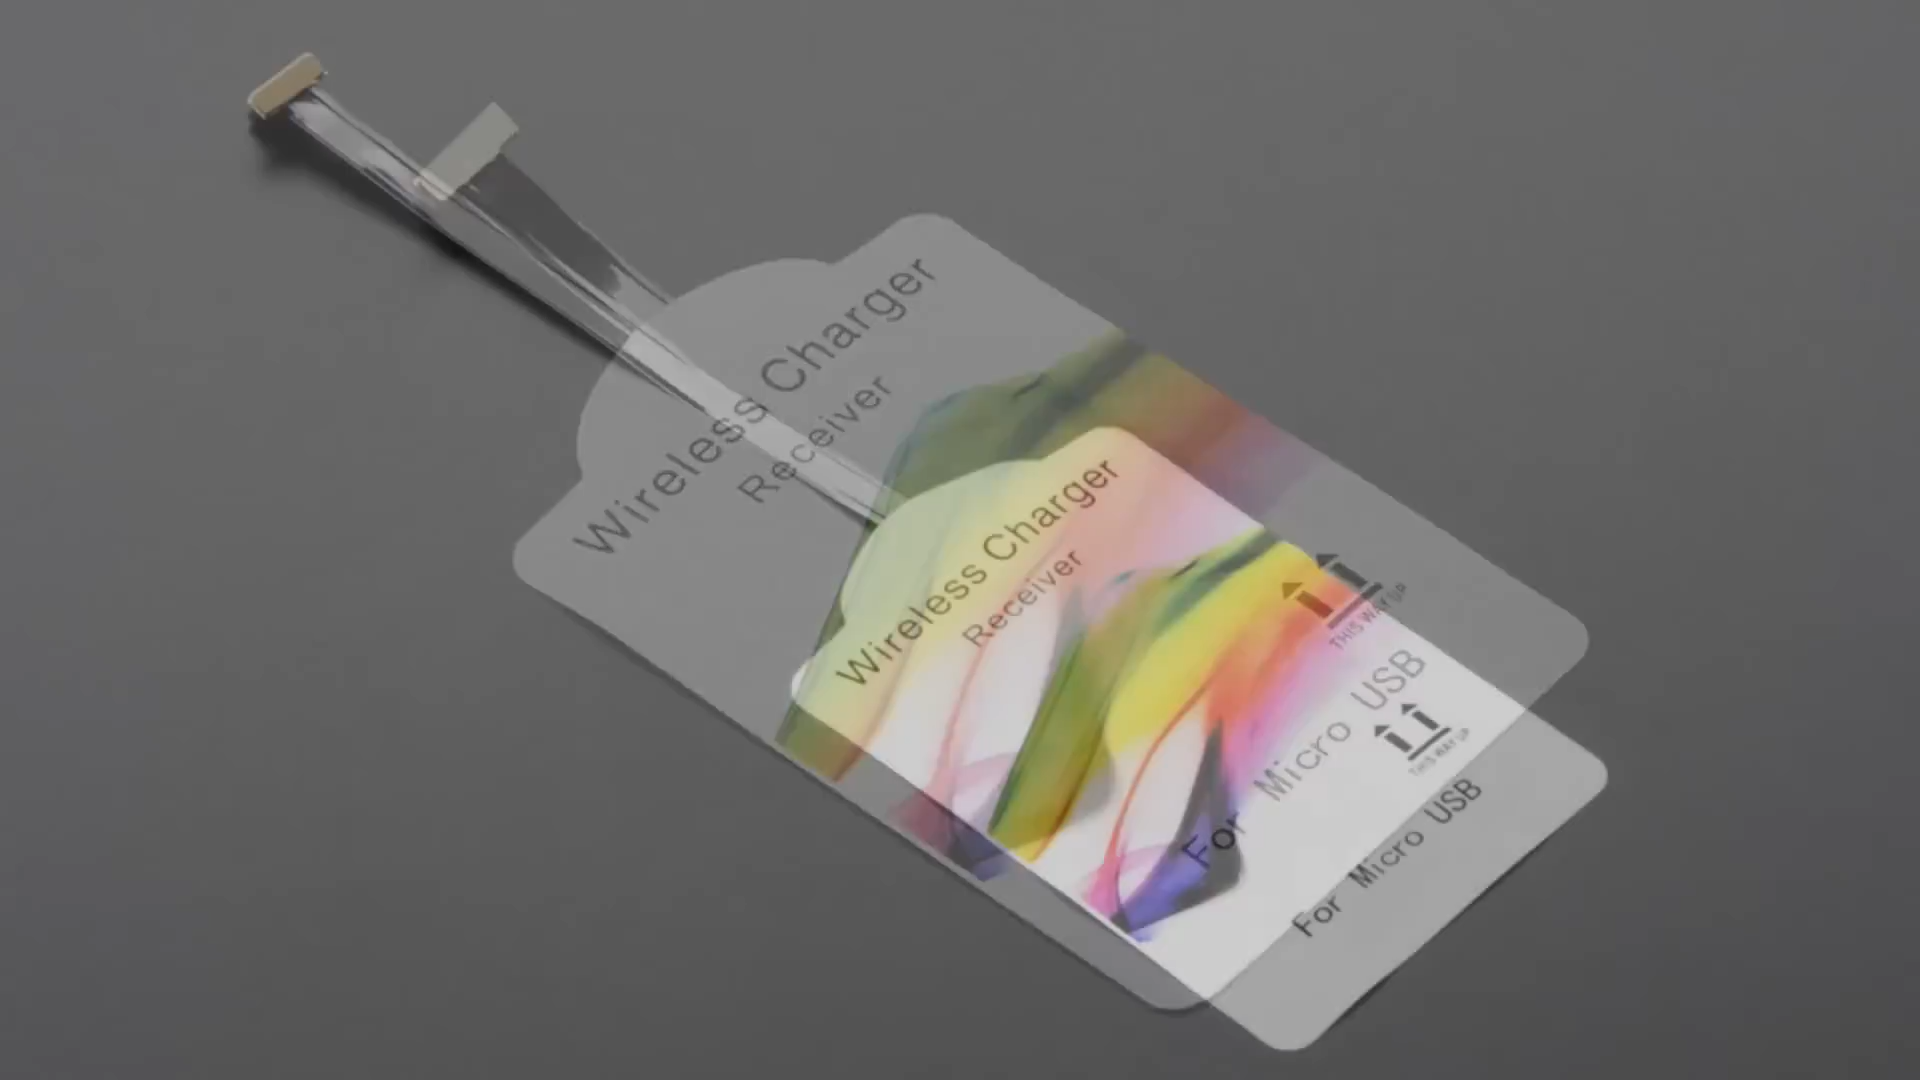 Wireless Charger
Receiver
THIS WAY UP
For Micro USB
Wireless Charger
Receiver
THIS WAY UP
For Micro USB